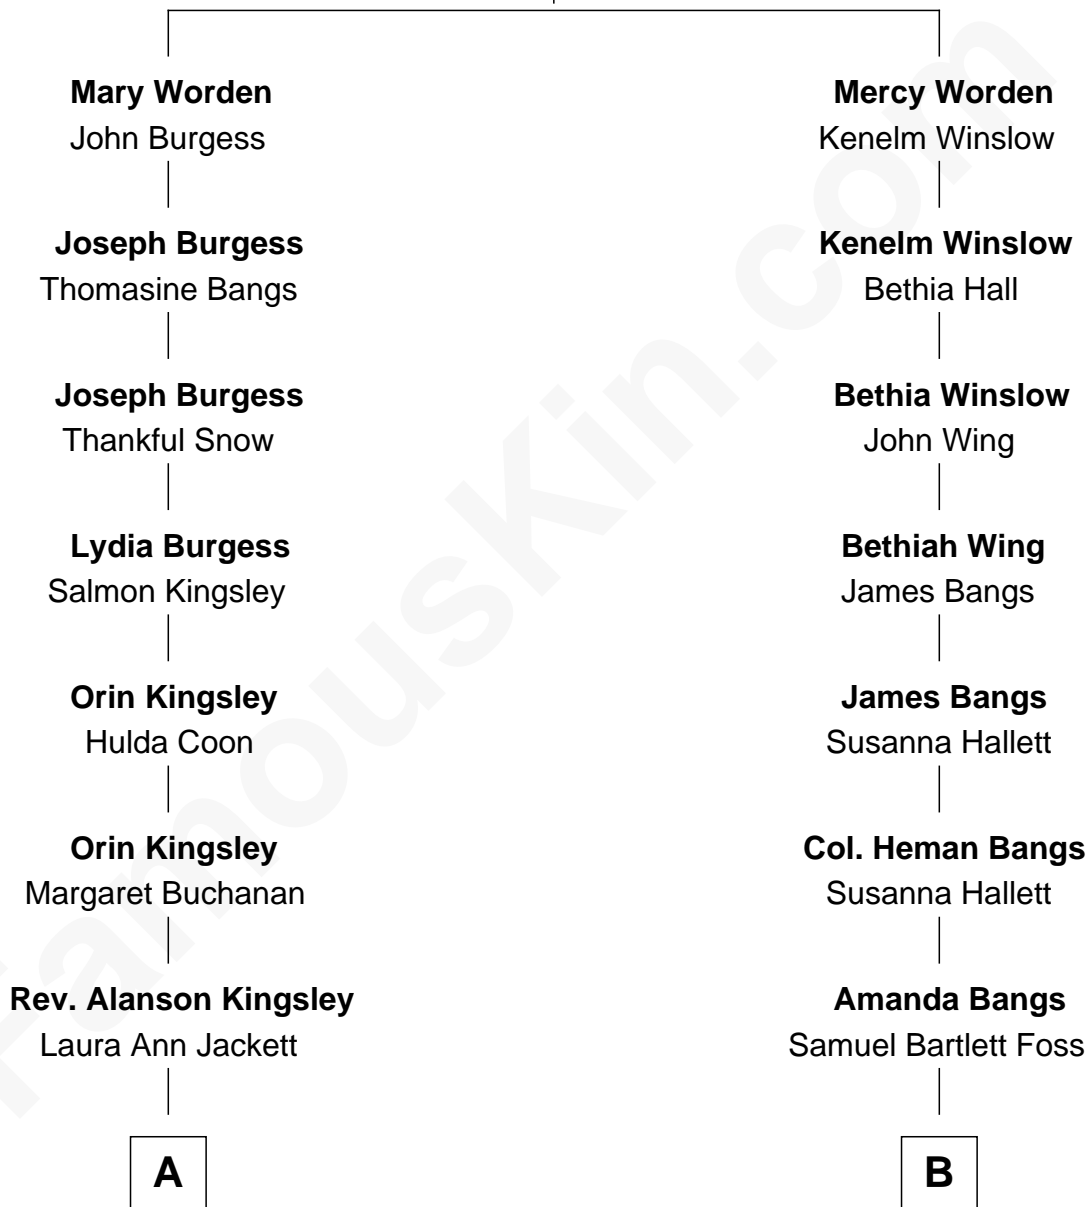 Mary Worden
John Burgess
Mercy Worden
Kenelm Winslow
Joseph Burgess
Thomasine Bangs
Kenelm Winslow
Bethia Hall
Joseph Burgess
Thankful Snow
Bethia Winslow
John Wing
Lydia Burgess
Salmon Kingsley
Bethiah Wing
James Bangs
Orin Kingsley
Hulda Coon
James Bangs
Susanna Hallett
Orin Kingsley
Margaret Buchanan
Col. Heman Bangs
Susanna Hallett
Rev. Alanson Kingsley
Laura Ann Jackett
Amanda Bangs
Samuel Bartlett Foss
A
B
FamousKin.com